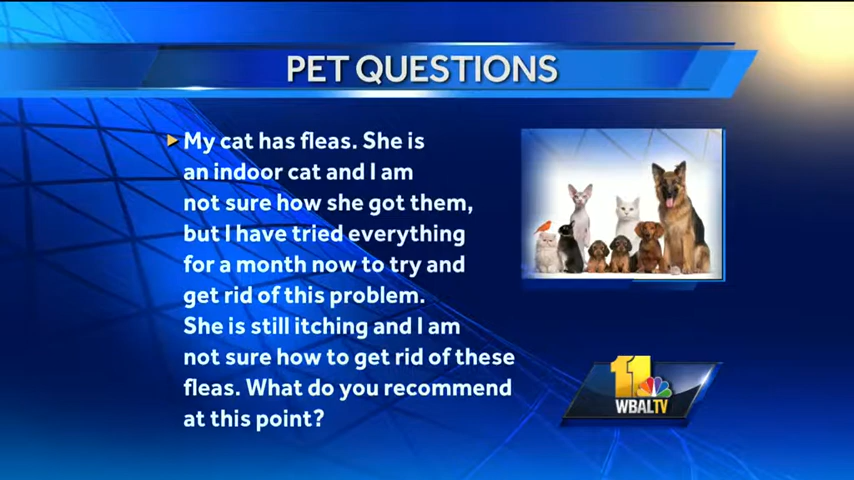 PET QUESTIONS
My cat has fleas. She is
an indoor cat and I am
not sure how she got them,
but I have tried everything
for a month now to try and
get rid of this problem.
She is still itching and I am
not sure how to get rid of these
fleas. What do you recommend
at this point?
11
WBALTV